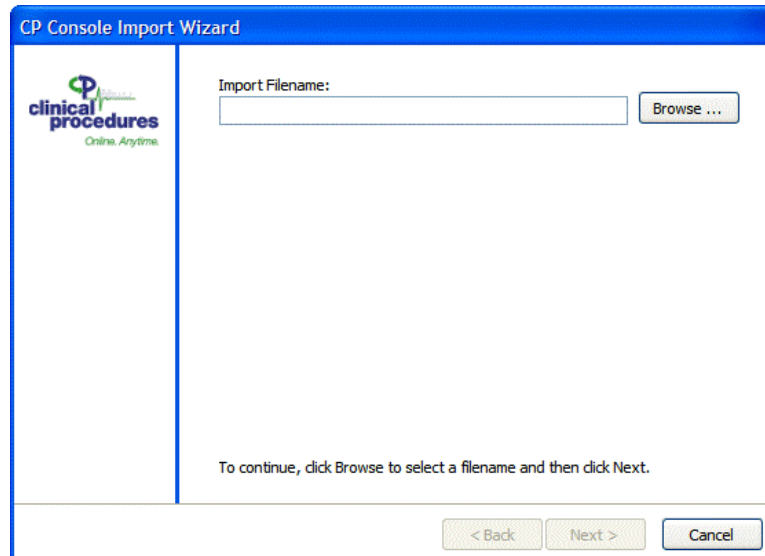 CP Console Import Wizard
CP
clinical
procedures
Online. Anytime.
Import Filename:
Browse ...
To continue, click Browse to select a filename and then click Next.
< Back
Next >
Cancel